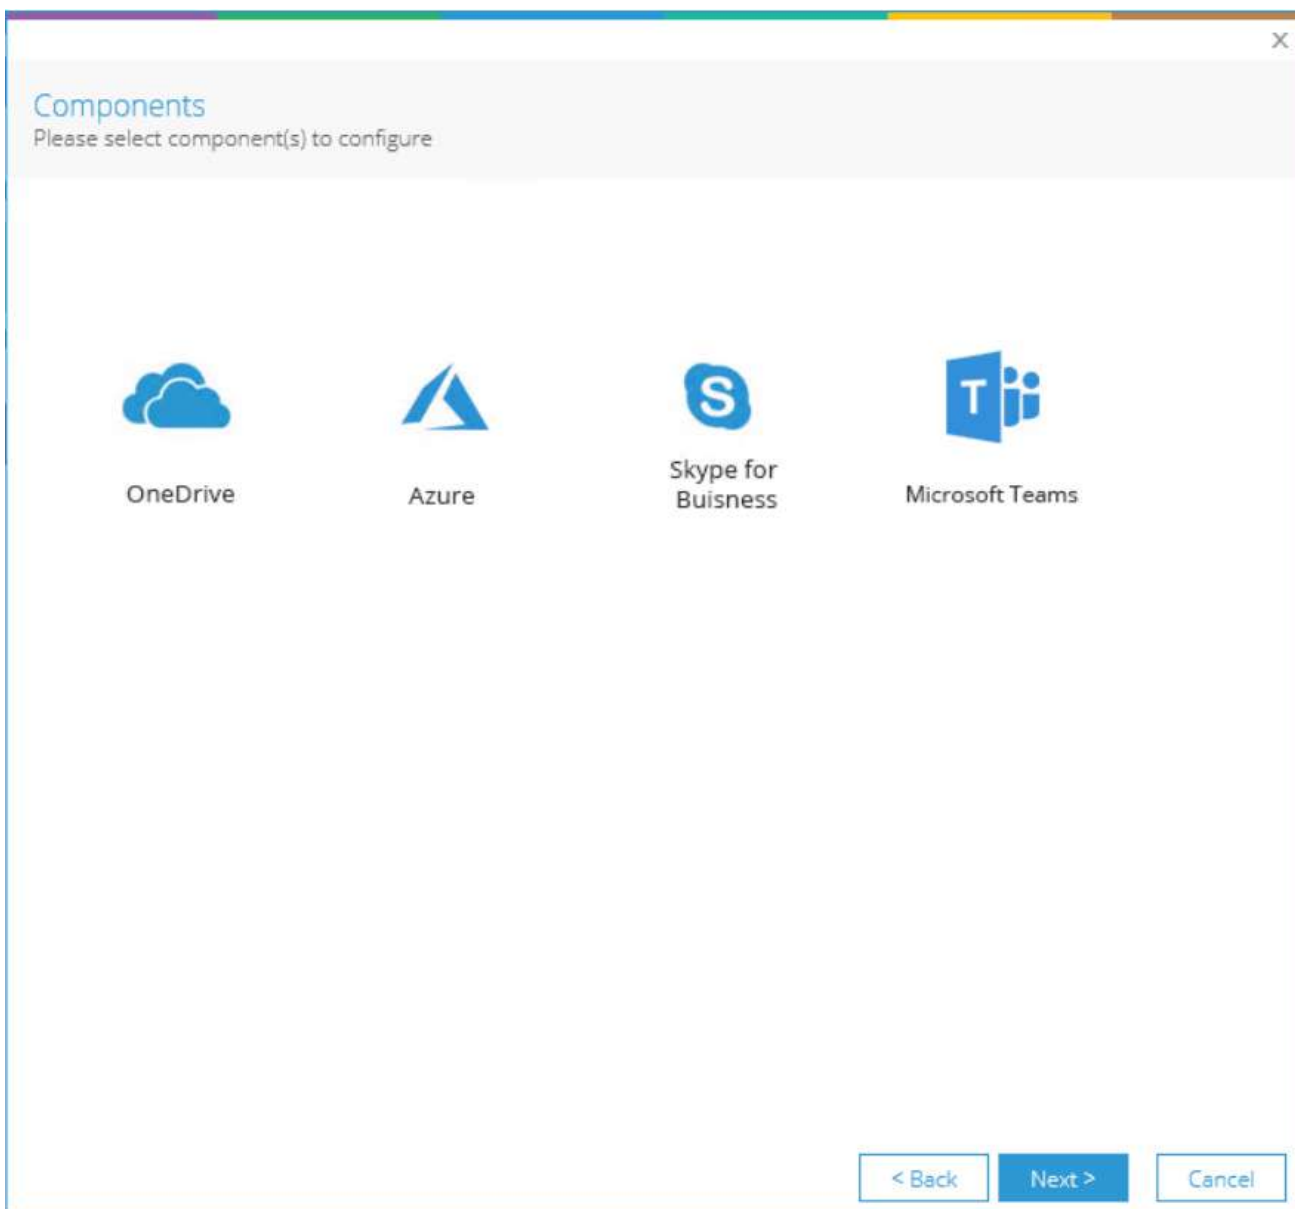 X
Components
Please select component(s) to configure
S
T
OneDrive
Azure
Skype for
Buisness
Microsoft Teams
< Back
Next >
Cancel